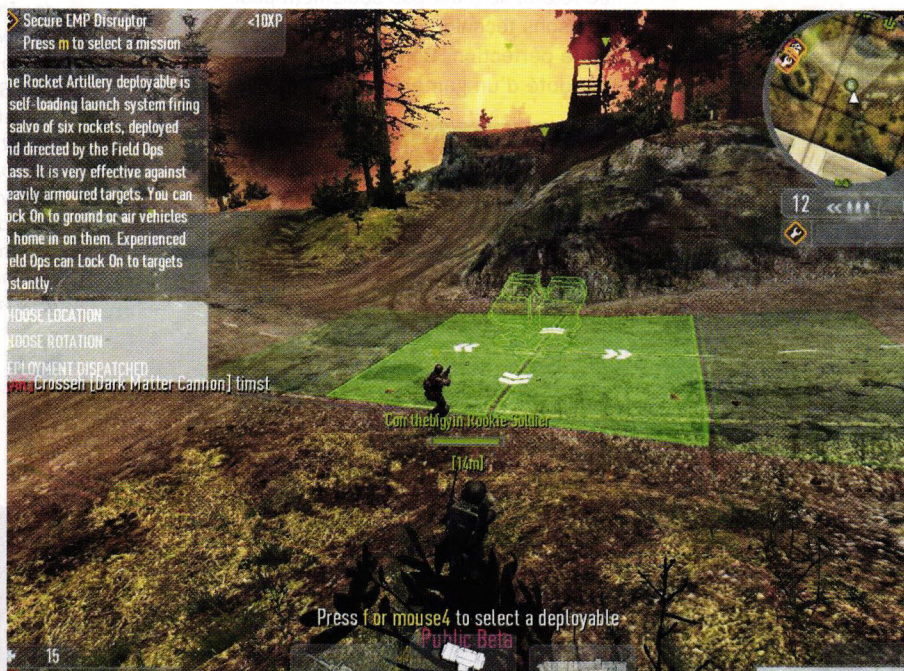 Secure EMP Disruptor <10XP
Press m to select a mission
he Rocket Artillery deployable is
self-loading launch system firing
salvo of six rockets, deployed
nd directed by the Field Ops
lass. It is very effective against
eavily armoured targets. You can
ock On to ground or air vehicles
o home in on them. Experienced
eld Ops can Lock On to targets
nstantly.
HOOSE LOCATION
HOOSE ROTATION
EPLOYMENT DISPATCHED
Crossen [Dark Matter Cannon] timst
12
Corr thebigyin Rookie Soldier
[14m]
Press f or mouse4 to select a deployable
Public Beta
15